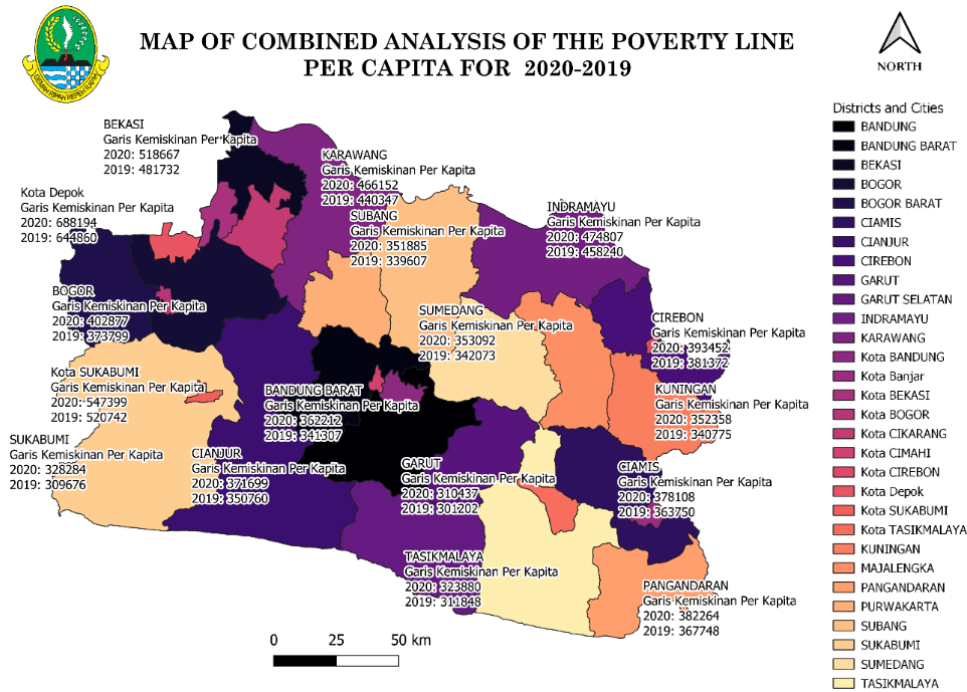 MAP OF COMBINED ANALYSIS OF THE POVERTY LINE
PER CAPITA FOR 2020-2019
NORTH
BEKASI
Garis Kemiskinan Per Kapita
2020: 518667
2019: 481732
KARAWANG
Garis Kemiskinan Per Kapita
2020: 466152
2019: 440347
Kota Depok
Garis Kemiskinan Per Kapita
2020: 688194
2019: 644860
SUBANG
Garis Kemiskinan Per Kapita
2020: 351885
2019: 339607
INDRAMAYU
Garis Kemiskinan Per Kapita
2020: 474807
2019: 458240
BOGOR
Garis Kemiskinan Per Kapita
2020: 402877
2019: 373799
SUMEDANG
Garis Kemiskinan Per Kapita
2020: 353092
2019: 342073
CIREBON
Garis Kemiskinan Per Kapita
2020: 393452
2019: 381372
Kota SUKABUMI
Garis Kemiskinan Per Kapita
2020: 547399
2019: 520742
BANDUNG BARAT
Garis Kemiskinan Per Kapita
2020: 362212
2019: 341307
KUNINGAN
Garis Kemiskinan Per Kapita
2020: 352358
2019: 340775
SUKABUMI
Garis Kemiskinan Per Kapita
2020: 328284
2019: 309676
CIANJUR
Garis Kemiskinan Per Kapita
2020: 371699
2019: 350760
GARUT
Garis Kemiskinan Per Kapita
2020: 310437
2019: 301202
CIAMIS
Garis Kemiskinan Per Kapita
2020: 378108
2019: 363750
TASIKMALAYA
Garis Kemiskinan Per Kapita
2020: 323880
2019: 311848
PANGANDARAN
Garis Kemiskinan Per Kapita
2020: 382264
2019: 367748
0 25 50 km
Districts and Cities
BANDUNG
BANDUNG BARAT
BEKASI
BOGOR
BOGOR BARAT
CIAMIS
CIANJUR
CIREBON
GARUT
GARUT SELATAN
INDRAMAYU
KARAWANG
Kota BANDUNG
Kota Banjar
Kota BEKASI
Kota BOGOR
Kota CIKARANG
Kota CIMAHI
Kota CIREBON
Kota Depok
Kota SUKABUMI
Kota TASIKMALAYA
KUNINGAN
MAJALENGKA
PANGANDARAN
PURWAKARTA
SUBANG
SUKABUMI
SUMEDANG
TASIKMALAYA